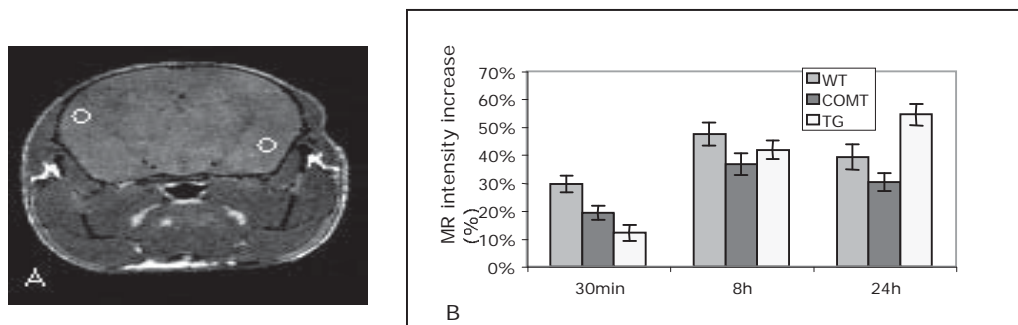 A
MR intensity increase
(%)
70%
60%
50%
40%
30%
20%
10%
0%
WT
COMT
TG
30min 8h 24h
B